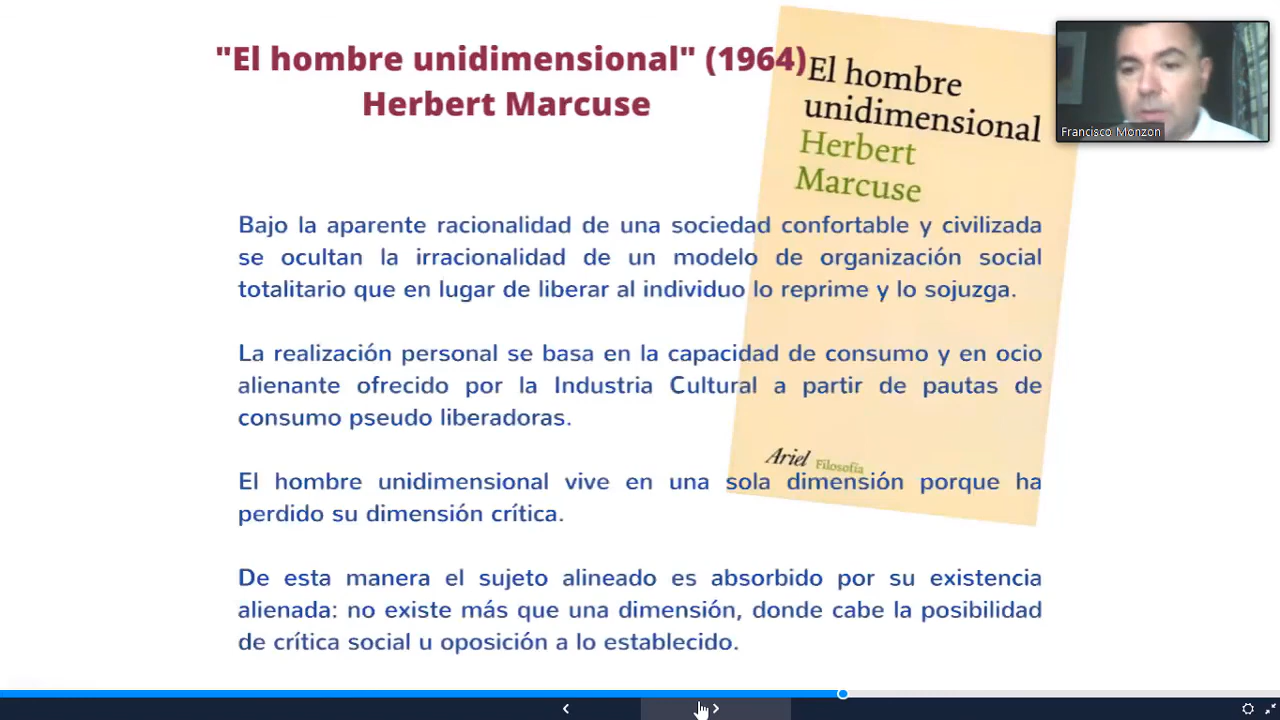 "El hombre unidimensional" (1964)
Herbert Marcuse
El hombre
unidimensional
Herbert
Marcuse
Francisco Monzon
Bajo la aparente racionalidad de una sociedad confortable y civilizada
se ocultan la irracionalidad de un modelo de organización social
totalitario que en lugar de liberar al individuo lo reprime y lo sojuzga.
La realización personal se basa en la capacidad de consumo y en ocio
alienante ofrecido por la Industria Cultural a partir de pautas de
consumo pseudo liberadoras.
Ariel Filosofía
El hombre unidimensional vive en una sola dimensión porque ha
perdido su dimensión crítica.
De esta manera el sujeto alineado es absorbido por su existencia
alienada: no existe más que una dimensión, donde cabe la posibilidad
de crítica social u oposición a lo establecido.